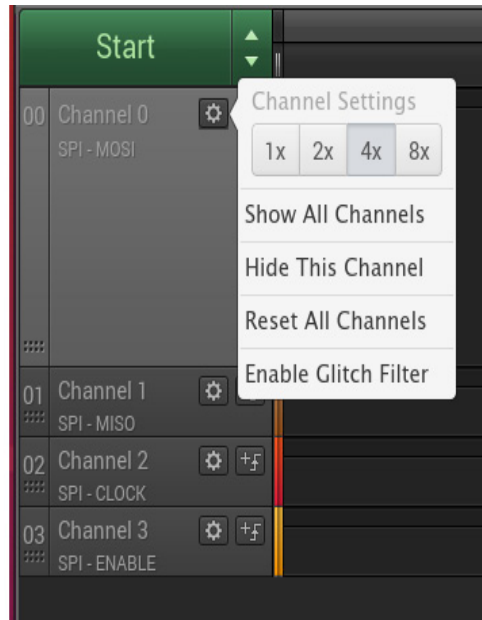 Start
00 Channel 0
SPI - MOSI
Channel Settings
1x 2x 4x 8x
Show All Channels
Hide This Channel
Reset All Channels
Enable Glitch Filter
01 Channel 1
SPI - MISO
02 Channel 2
SPI - CLOCK
03 Channel 3
SPI - ENABLE